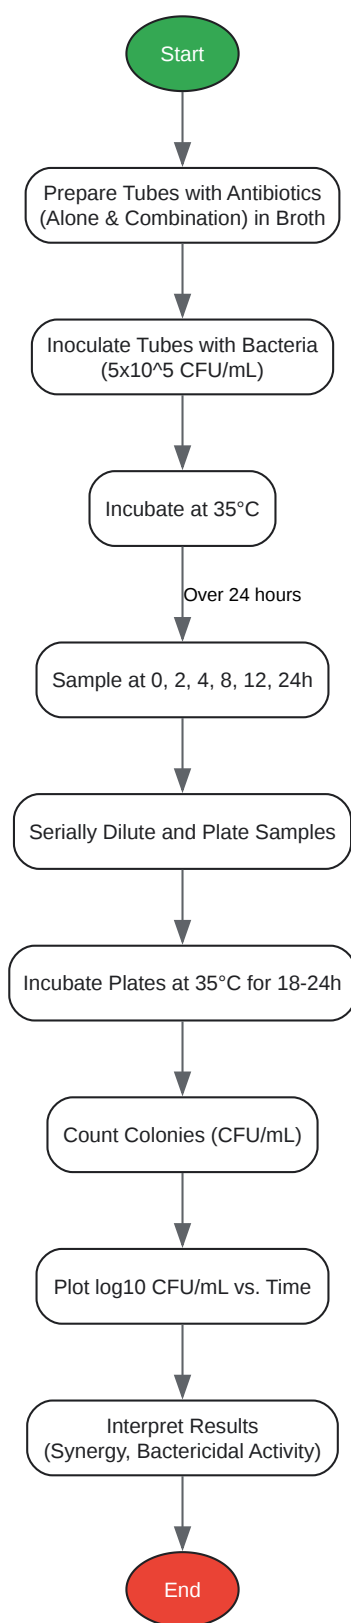 Start
Prepare Tubes with Antibiotics
(Alone & Combination) in Broth
Inoculate Tubes with Bacteria
(5x10^5 CFU/mL)
Incubate at 35°C
Over 24 hours
Sample at 0, 2, 4, 8, 12, 24h
Serially Dilute and Plate Samples
Incubate Plates at 35°C for 18-24h
Count Colonies (CFU/mL)
Plot log10 CFU/mL vs. Time
Interpret Results
(Synergy, Bactericidal Activity)
End